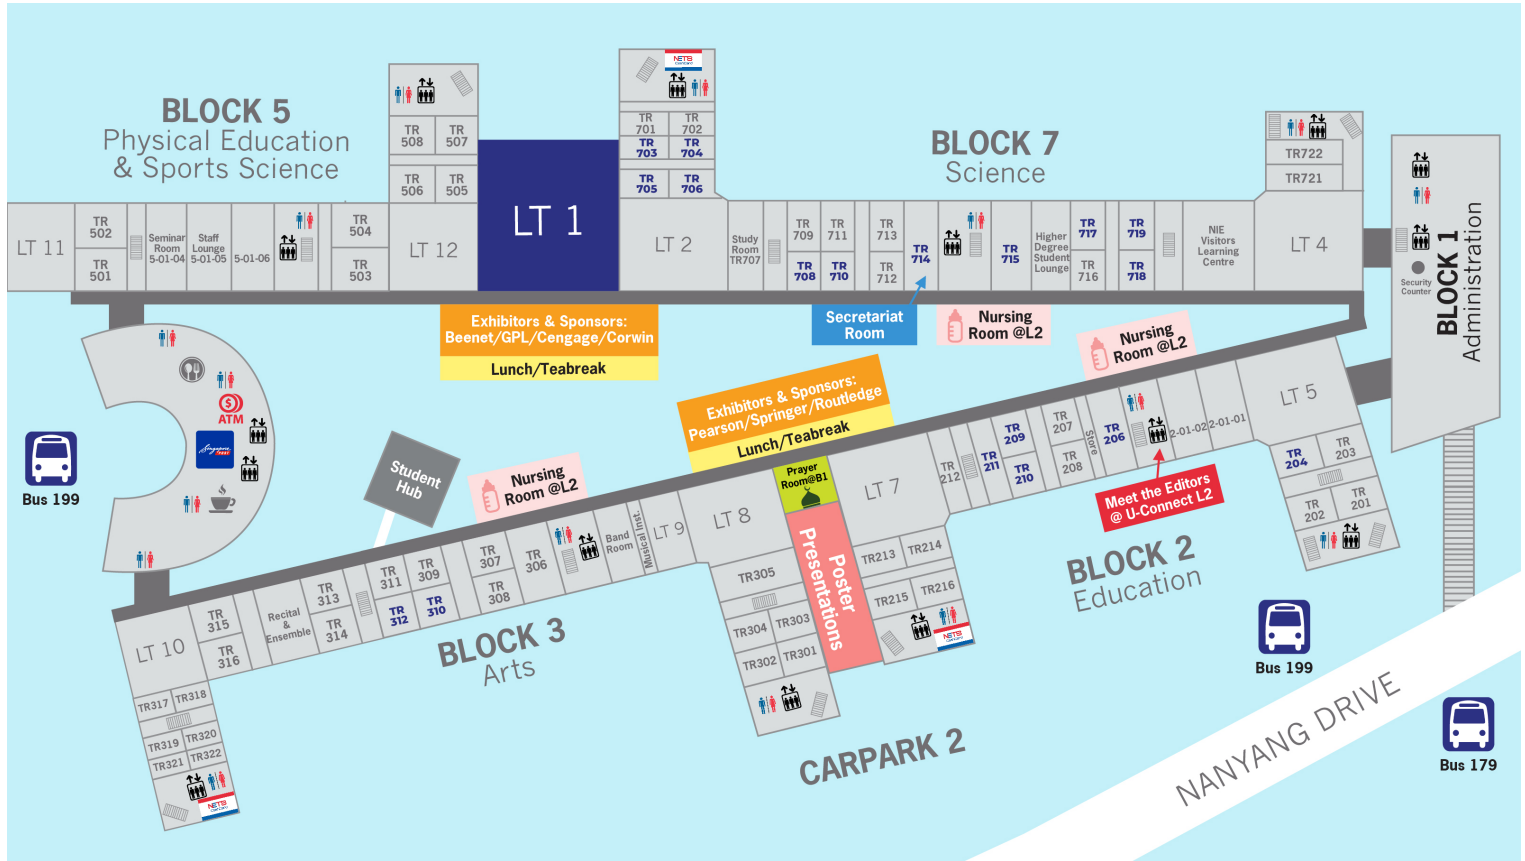 BLOCK 5
Physical Education
& Sports Science
LT 11
TR
502
TR
501
Seminar
Room
5-01-04
Staff
Lounge
5-01-05
5-01-06
TR
504
TR
503
TR
508
TR
507
TR
506
TR
505
LT 12
LT 1
NETS
TR
701
TR
702
TR
703
TR
704
TR
705
TR
706
LT 2
BLOCK 7
Science
Study
Room
TR707
TR
709
TR
711
TR
708
TR
710
TR
713
TR
712
TR
714
TR
715
Higher
Degree
Student
Lounge
TR
717
TR
716
TR
719
TR
718
NIE
Visitors
Learning
Centre
TR722
TR721
LT 4
BLOCK 1
Administration
Security
Counter
Exhibitors & Sponsors:
Beenet/GPL/Cengage/Corwin
Lunch/Teabreak
Secretariat
Room
Nursing
Room @L2
Nursing
Room @L2
Exhibitors & Sponsors:
Pearson/Springer/Routledge
Lunch/Teabreak
ATM
Bus 199
Student
Hub
Nursing
Room @L2
Prayer
Room@B1
Poster
Presentations
LT 7
TR
212
TR
211
TR
209
TR
210
TR
207
TR
208
Store
TR
206
2-01-02
2-01-01
LT 5
TR
204
TR
203
TR
202
TR
201
Meet the Editors
@ U-Connect L2
BLOCK 2
Education
TR213
TR214
TR215
TR216
NETS
LT 10
TR
315
TR
316
Recital
&
Ensemble
TR
313
TR
314
TR
311
TR
312
TR
309
TR
310
TR
307
TR
308
TR
306
Band
Room
Musical Inst.
LT 9
LT 8
TR305
TR304
TR303
TR302
TR301
BLOCK 3
Arts
TR317
TR318
TR319
TR320
TR321
TR322
NETS
CARPARK 2
NANYANG DRIVE
Bus 199
Bus 179